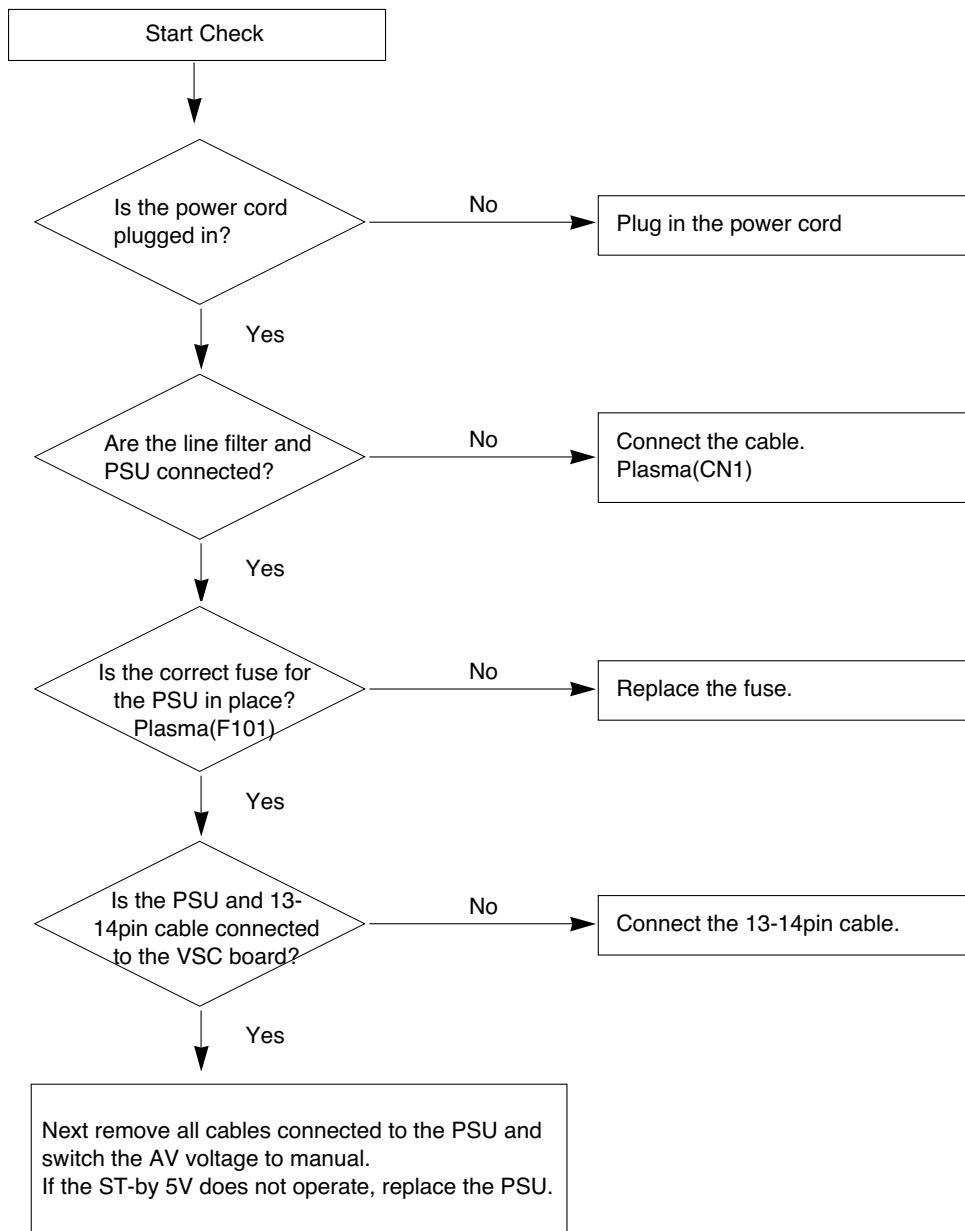 Start Check
Is the power cord
plugged in?
No
Plug in the power cord
Yes
Are the line filter and
PSU connected?
No
Connect the cable.
Plasma(CN1)
Yes
Is the correct fuse for
the PSU in place?
Plasma(F101)
No
Replace the fuse.
Yes
Is the PSU and 13-
14pin cable connected
to the VSC board?
No
Connect the 13-14pin cable.
Yes
Next remove all cables connected to the PSU and
switch the AV voltage to manual.
If the ST-by 5V does not operate, replace the PSU.